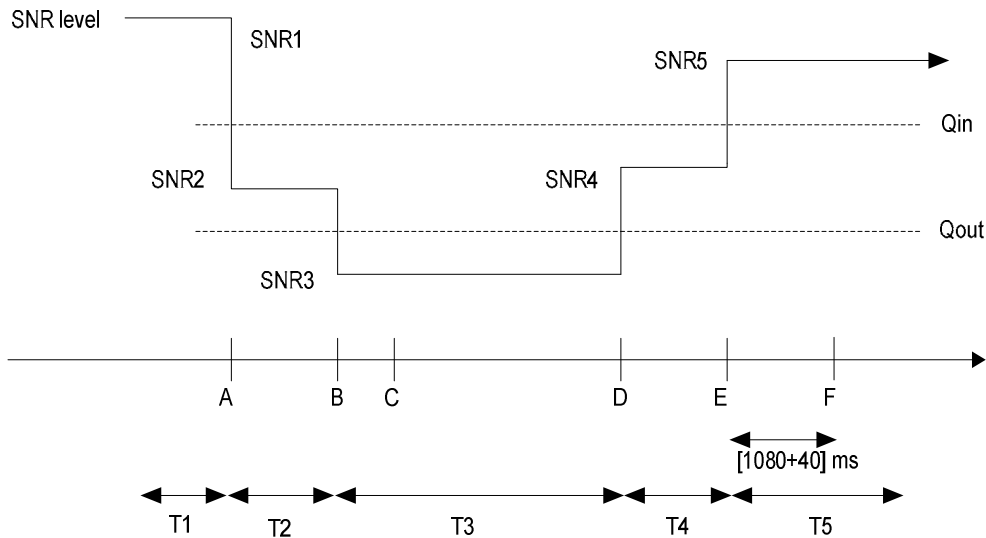 SNR level
SNR1
SNR5
Qin
SNR2
SNR4
Qout
SNR3
A B C D E F
[1080+40] ms
T1 T2 T3 T4 T5